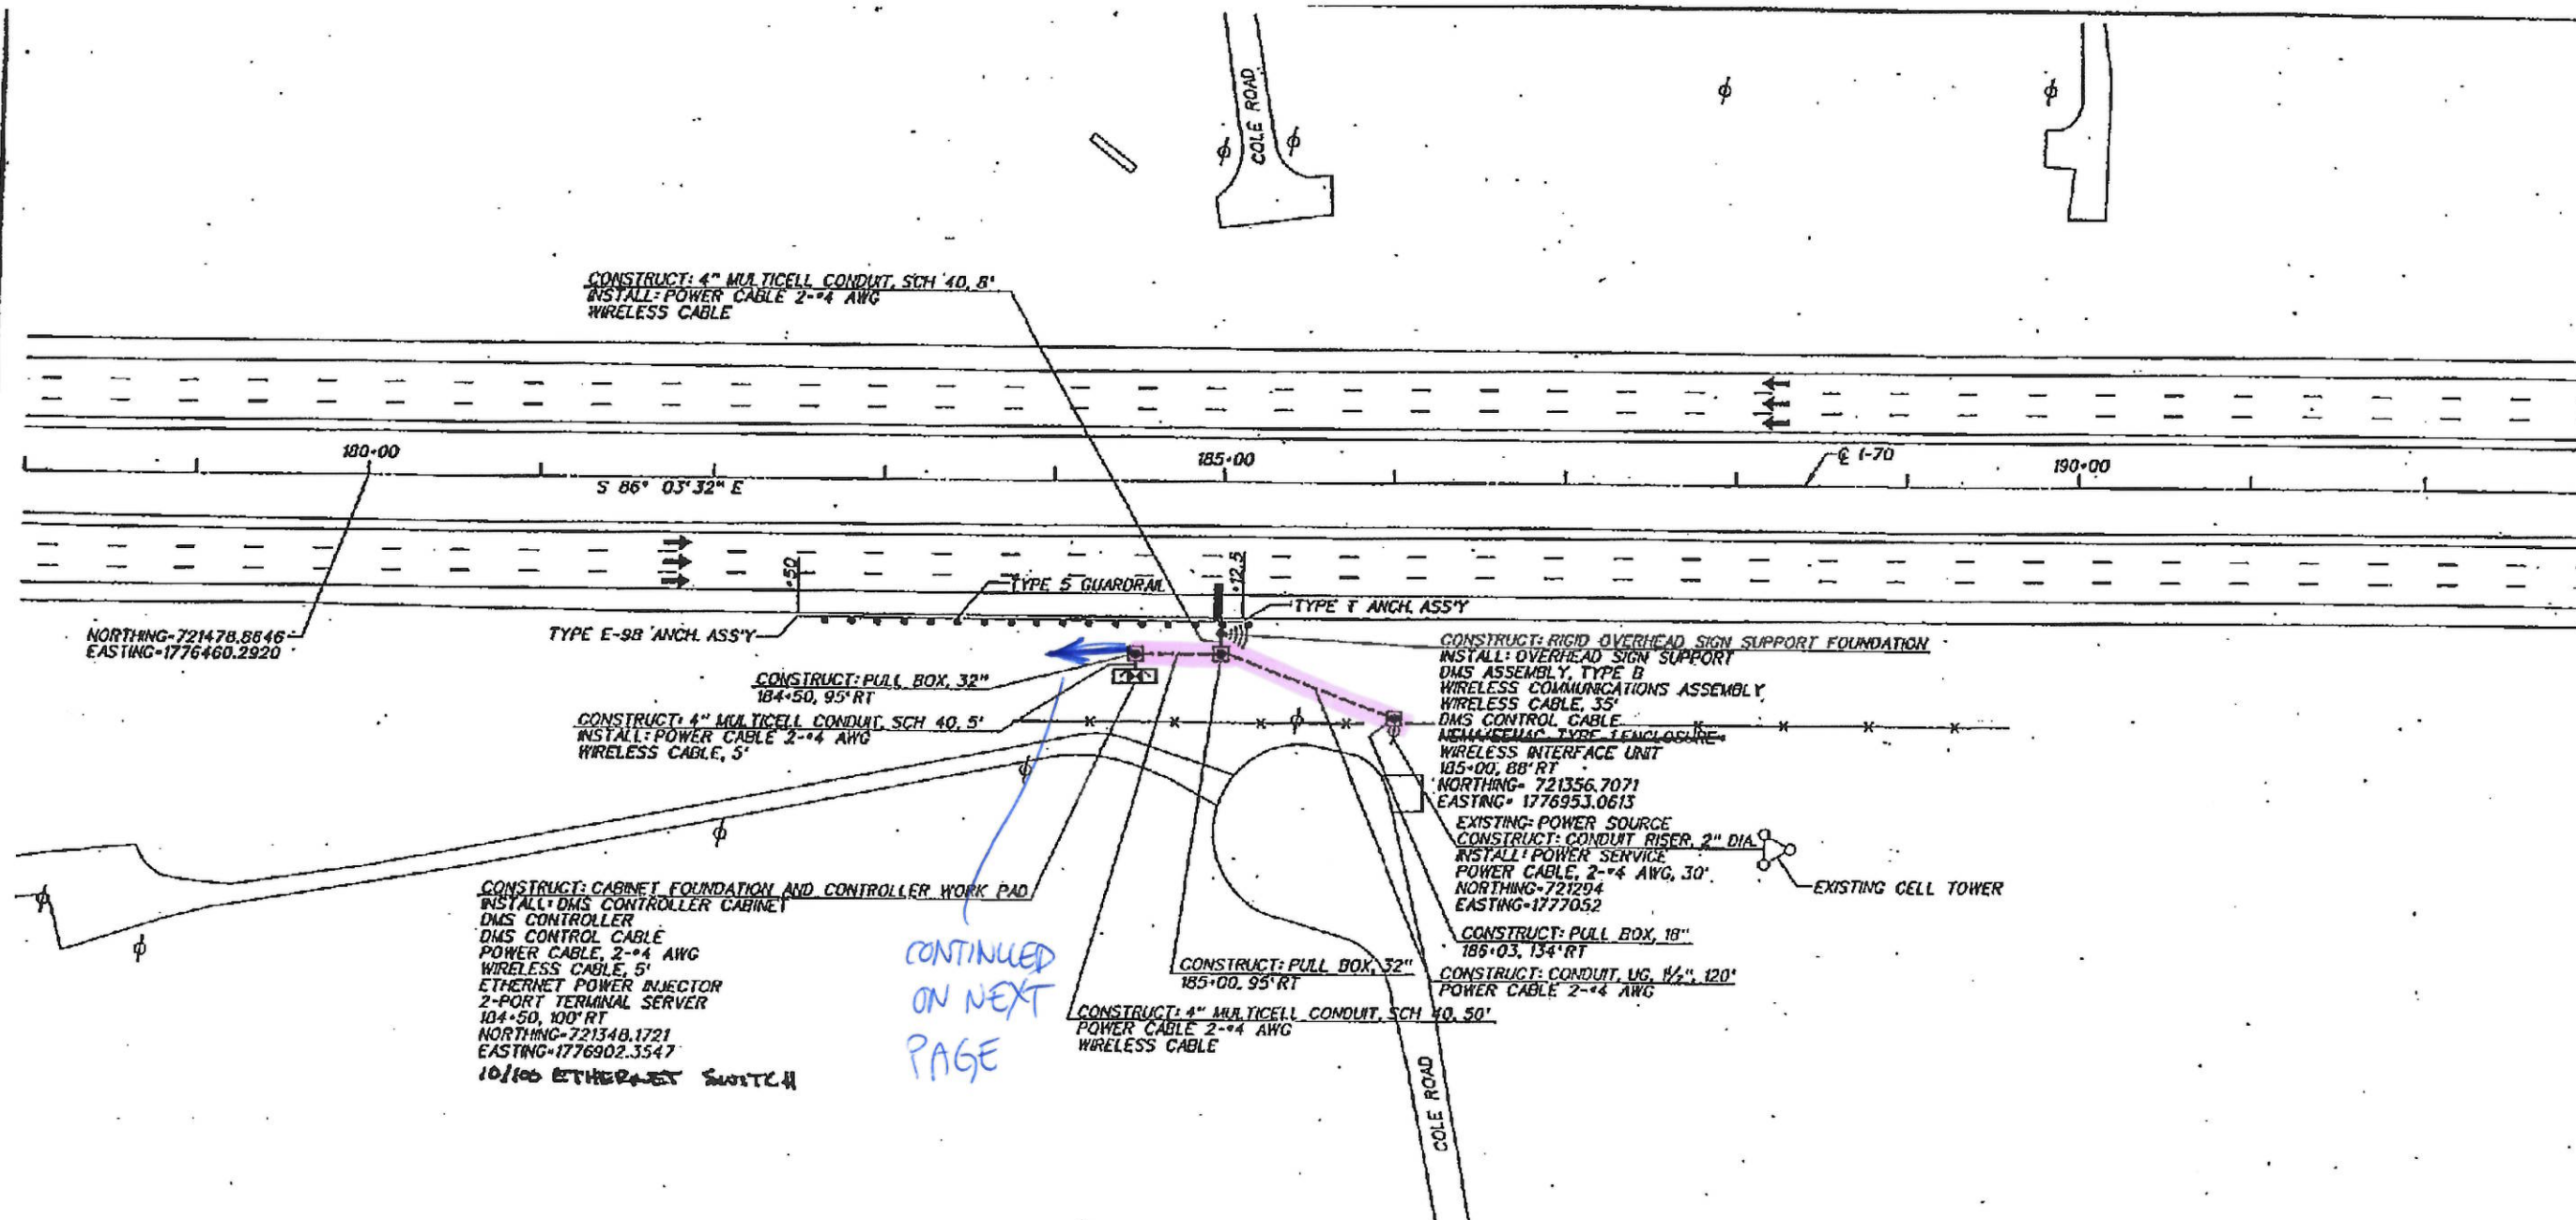 COLE ROAD
CONSTRUCT: 4" MULTICELL CONDUIT, SCH 40, 8'
INSTALL: POWER CABLE 2-#4 AWG
WIRELESS CABLE
180+00
185+00
℄ I-70
190+00
S 86° 03'32" E
+50
+12.5
TYPE 5 GUARDRAIL
TYPE T ANCH. ASS'Y
TYPE E-98 ANCH. ASS'Y
NORTHING=721478.8846
EASTING=1776460.2920
CONSTRUCT: RIGID OVERHEAD SIGN SUPPORT FOUNDATION
INSTALL: OVERHEAD SIGN SUPPORT
DMS ASSEMBLY, TYPE B
WIRELESS COMMUNICATIONS ASSEMBLY
WIRELESS CABLE, 35'
DMS CONTROL CABLE
TYPE 1 ENCLOSURE
WIRELESS INTERFACE UNIT
185+00, 88' RT
NORTHING= 721356.7071
EASTING= 1776953.0613
CONSTRUCT: PULL BOX, 32"
184+50, 95' RT
CONSTRUCT: 4" MULTICELL CONDUIT, SCH 40, 5'
INSTALL: POWER CABLE 2-#4 AWG
WIRELESS CABLE, 5'
EXISTING: POWER SOURCE
CONSTRUCT: CONDUIT RISER, 2" DIA.
INSTALL: POWER SERVICE
POWER CABLE, 2-#4 AWG, 30'
NORTHING=721294
EASTING=1777052
EXISTING CELL TOWER
CONSTRUCT: CABINET FOUNDATION AND CONTROLLER WORK PAD
INSTALL: DMS CONTROLLER CABINET
DMS CONTROLLER
DMS CONTROL CABLE
POWER CABLE, 2-#4 AWG
WIRELESS CABLE, 5'
ETHERNET POWER INJECTOR
2-PORT TERMINAL SERVER
184+50, 100' RT
NORTHING=721348.1721
EASTING=1776902.3547
10/100 ETHERNET SWITCH
CONTINUED
ON NEXT
PAGE
CONSTRUCT: PULL BOX, 18"
186+03, 134' RT
CONSTRUCT: PULL BOX, 32"
185+00, 95' RT
CONSTRUCT: CONDUIT, UG, 1½", 120'
POWER CABLE 2-#4 AWG
CONSTRUCT: 4" MULTICELL CONDUIT, SCH 40, 50'
POWER CABLE 2-#4 AWG
WIRELESS CABLE
COLE ROAD